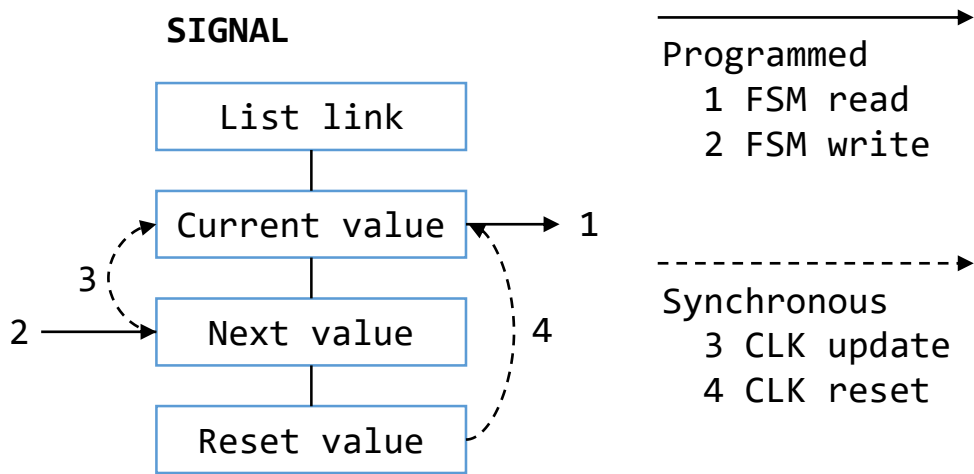 SIGNAL
List link
Current value
1
3
Next value
2
4
Reset value
Programmed
1 FSM read
2 FSM write
Synchronous
3 CLK update
4 CLK reset